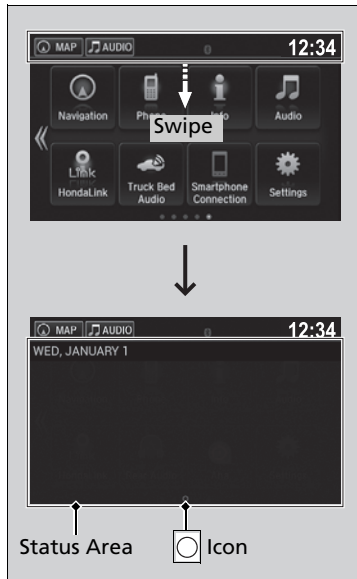 MAP AUDIO 12:34
Navigation Phone Info Audio
Swipe
HondaLink Truck Bed Audio Smartphone Connection Settings
MAP AUDIO 12:34
WED, JANUARY 1
Status Area Icon